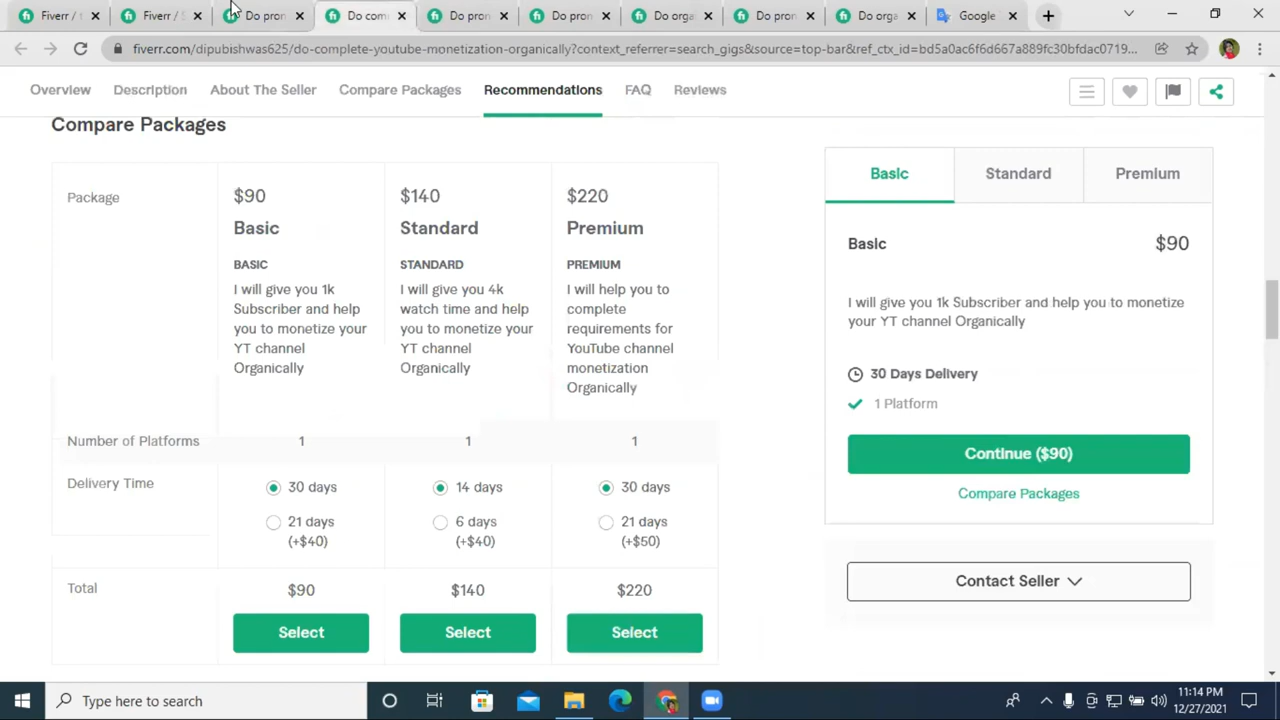 Fiverr /
Fiverr /
Do pron
Do com
Do pron
Do pron
Do orga
Do pron
Do orga
Google
fiverr.com/dipubishwas625/do-complete-youtube-monetization-organically?context_referrer=search_gigs&source=top-bar&ref_ctx_id=bd5a0ac6f6d667a889fc30bfdac0719...
Overview
Description
About The Seller
Compare Packages
Recommendations
FAQ
Reviews
Compare Packages
Package
$90
Basic
BASIC
I will give you 1k
Subscriber and help
you to monetize your
YT channel
Organically
$140
Standard
STANDARD
I will give you 4k
watch time and help
you to monetize your
YT channel
Organically
$220
Premium
PREMIUM
I will help you to
complete
requirements for
YouTube channel
monetization
Organically
Number of Platforms
1
1
1
Delivery Time
30 days
21 days
(+$40)
14 days
6 days
(+$40)
30 days
21 days
(+$50)
Total
$90
$140
$220
Select
Select
Select
Basic
Standard
Premium
Basic
$90
I will give you 1k Subscriber and help you to monetize
your YT channel Organically
30 Days Delivery
1 Platform
Continue ($90)
Compare Packages
Contact Seller
Type here to search
11:14 PM
12/27/2021